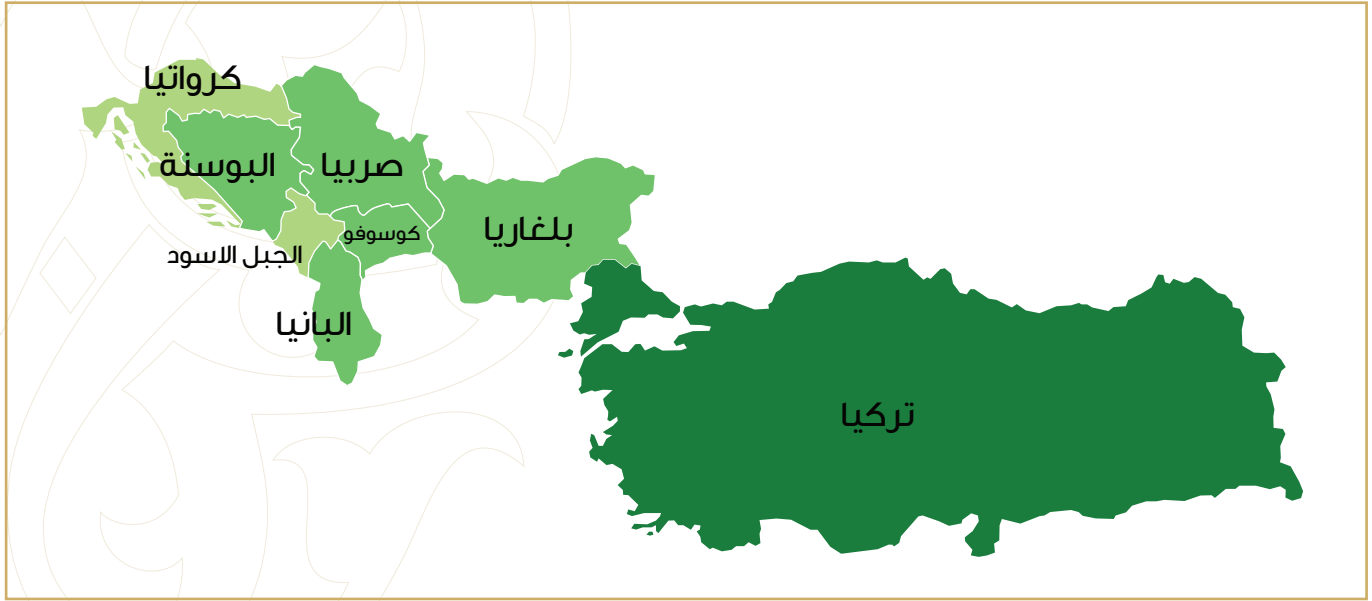 كرواتيا
البوسنة
صربيا
بلغاريا
كوسوفو
الجبل الاسود
البانيا
تركيا